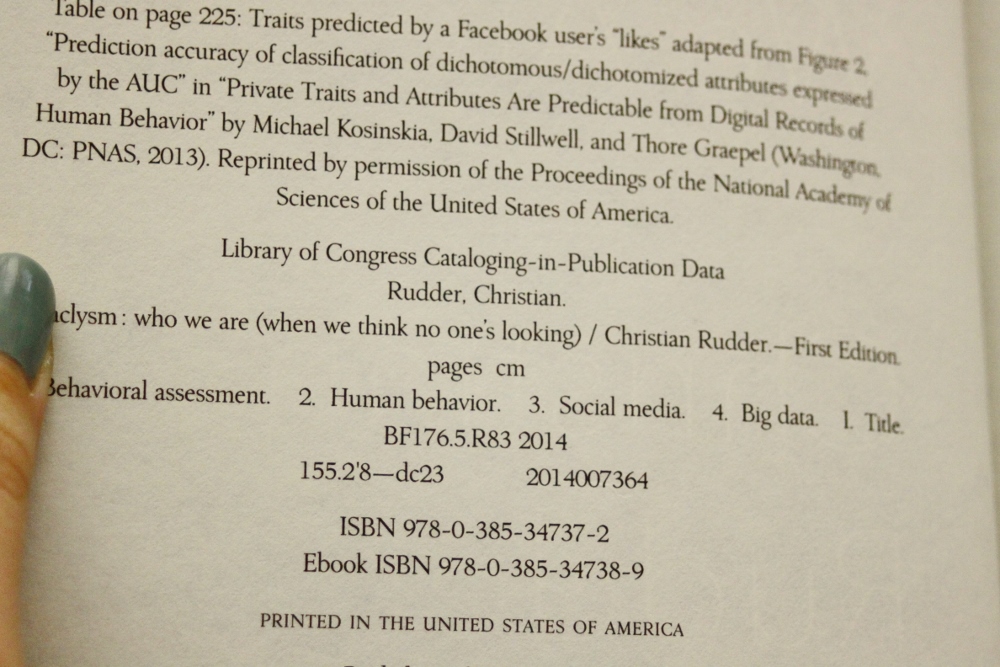 Table on page 225: Traits predicted by a Facebook user's "likes" adapted from Figure 2,
"Prediction accuracy of classification of dichotomous/dichotomized attributes expressed
by the AUC" in "Private Traits and Attributes Are Predictable from Digital Records of
Human Behavior" by Michael Kosinskia, David Stillwell, and Thore Graepel (Washington,
DC: PNAS, 2013). Reprinted by permission of the Proceedings of the National Academy of
Sciences of the United States of America.
Library of Congress Cataloging-in-Publication Data
Rudder, Christian.
aclysm : who we are (when we think no one's looking) / Christian Rudder.—First Edition.
pages cm
Behavioral assessment. 2. Human behavior. 3. Social media. 4. Big data. I. Title.
BF176.5.R83 2014
155.2'8—dc23 2014007364
ISBN 978-0-385-34737-2
Ebook ISBN 978-0-385-34738-9
PRINTED IN THE UNITED STATES OF AMERICA